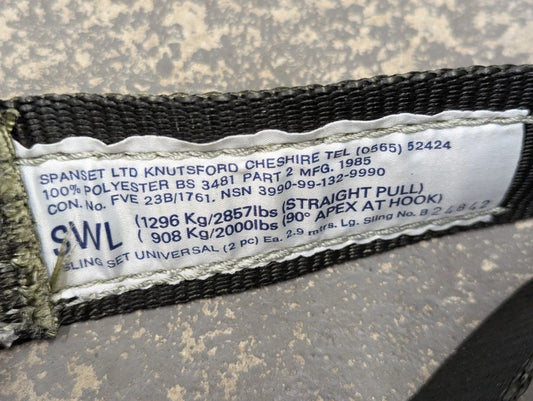 SPANSET LTD KNUTSFORD CHESHIRE TEL (0565) 52424
100% POLYESTER BS 3481 PART 2 MFG. 1985
CON. No. FVE 23B/1761. NSN 3990-99-132-9990
SWL (1296 Kg/2857lbs (STRAIGHT PULL)
( 908 Kg/2000lbs (90° APEX AT HOOK)
SLING SET UNIVERSAL (2 pc) Ea. 2.9 mtrs. Lg. Sling No. B 24842